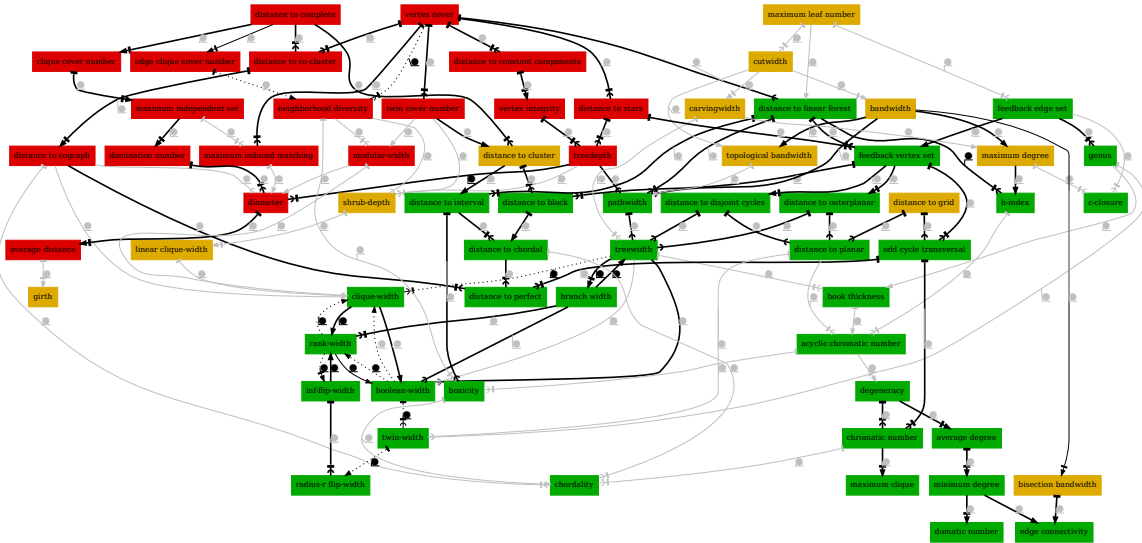 distance to complete
vertex cover
maximum leaf number
clique cover number
edge clique cover number
distance to co-cluster
distance to constant components
cutwidth
maximum independent set
neighborhood diversity
twin cover number
vertex integrity
distance to stars
carvingwidth
distance to linear forest
bandwidth
feedback edge set
distance to cograph
domination number
maximum induced matching
modular-width
distance to cluster
treedepth
topological bandwidth
feedback vertex set
maximum degree
genus
diameter
shrub-depth
distance to interval
distance to block
pathwidth
distance to disjoint cycles
distance to outerplanar
distance to grid
h-index
c-closure
average distance
linear clique-width
distance to chordal
treewidth
distance to planar
odd cycle transversal
girth
clique-width
distance to perfect
branch width
book thickness
rank-width
acyclic chromatic number
inf-flip-width
boolean-width
boxicity
degeneracy
twin-width
chromatic number
average degree
radius-r flip-width
chordality
maximum clique
minimum degree
bisection bandwidth
domatic number
edge connectivity